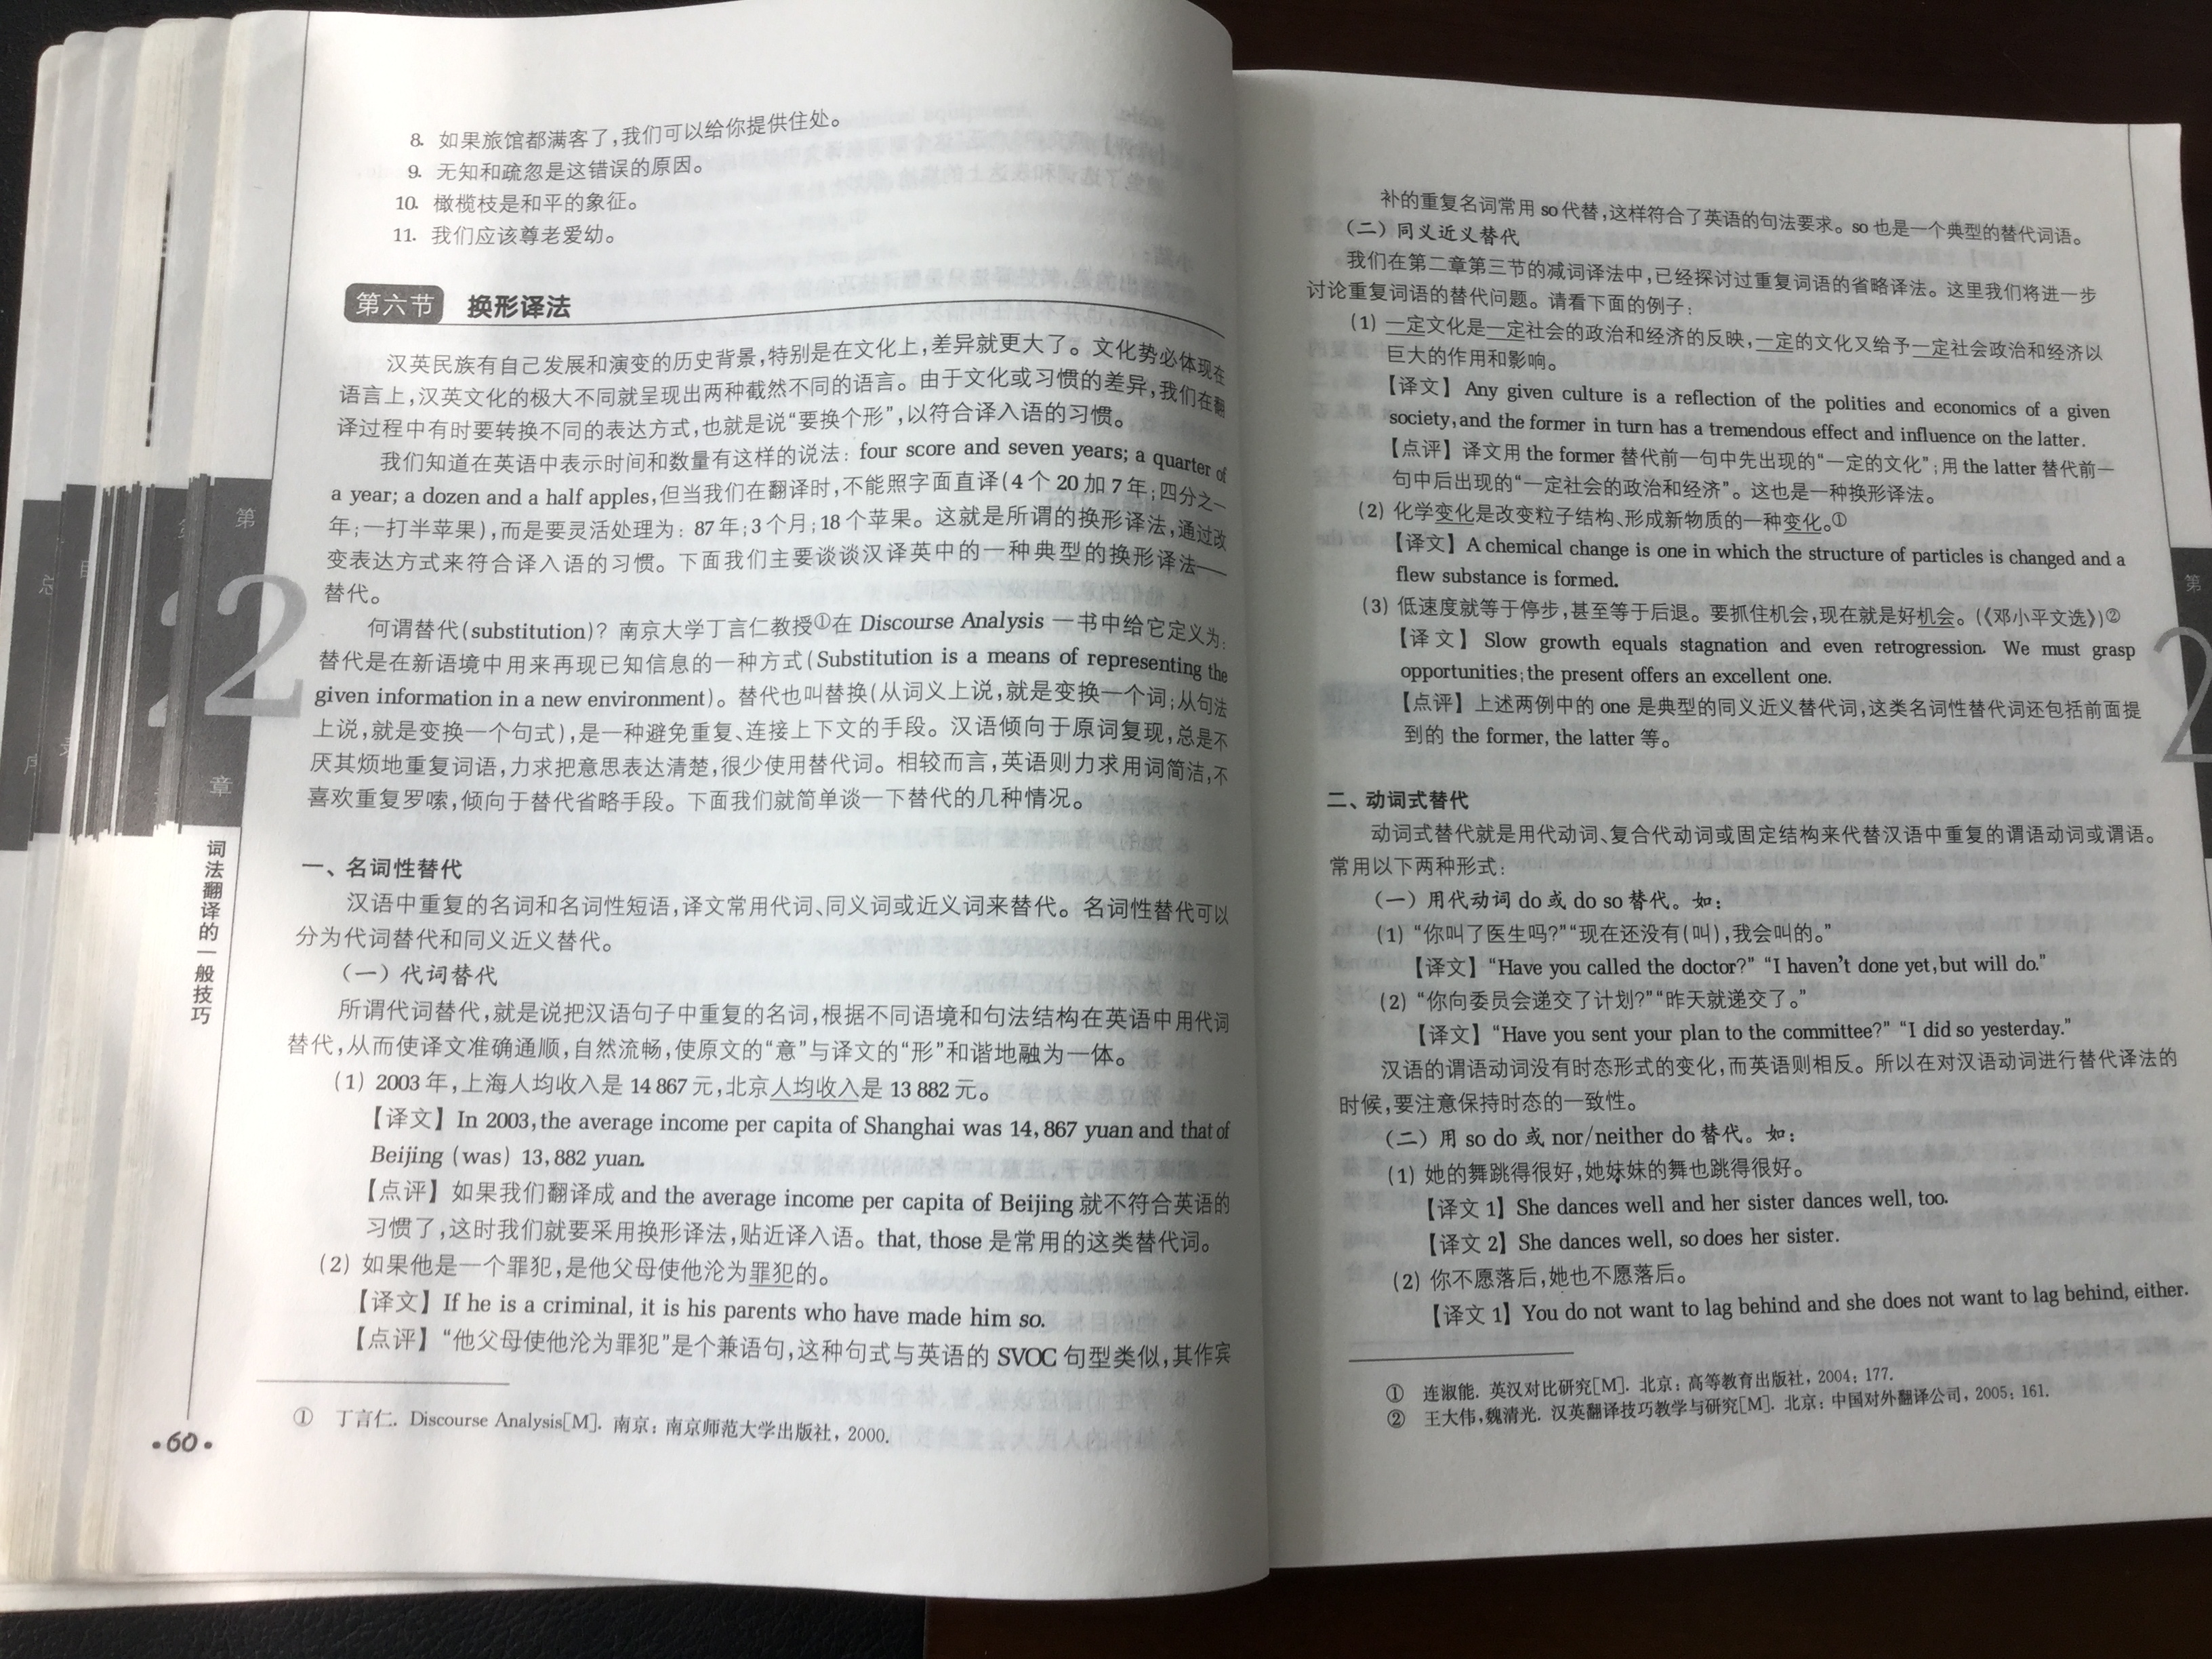 8. 如果旅馆都满客了,我们可以给你提供住处。
9. 无知和疏忽是这错误的原因。
10. 橄榄枝是和平的象征。
11. 我们应该尊老爱幼。
第六节 换形译法
汉英民族有自己发展和演变的历史背景,特别是在文化上,差异就更大了。文化势必体现在
语言上,汉英文化的极大不同就呈现出两种截然不同的语言。由于文化或习惯的差异,我们在翻
译过程中有时要转换不同的表达方式,也就是说“要换个形”,以符合译入语的习惯。
我们知道在英语中表示时间和数量有这样的说法:four score and seven years; a quarter of
a year; a dozen and a half apples,但当我们在翻译时,不能照字面直译(4个20加7年;四分之一
年;一打半苹果),而是要灵活处理为:87年;3个月;18个苹果。这就是所谓的换形译法,通过改
变表达方式来符合译入语的习惯。下面我们主要谈谈汉译英中的一种典型的换形译法——
替代。
何谓替代(substitution)? 南京大学丁言仁教授①在 Discourse Analysis 一书中给它定义为:
替代是在新语境中用来再现已知信息的一种方式(Substitution is a means of representing the
given information in a new environment)。替代也叫替换(从词义上说,就是变换一个词;从句法
上说,就是变换一个句式),是一种避免重复、连接上下文的手段。汉语倾向于原词复现,总是不
厌其烦地重复词语,力求把意思表达清楚,很少使用替代词。相较而言,英语则力求用词简洁,不
喜欢重复罗嗦,倾向于替代省略手段。下面我们就简单谈一下替代的几种情况。
一、名词性替代
汉语中重复的名词和名词性短语,译文常用代词、同义词或近义词来替代。名词性替代可以
分为代词替代和同义近义替代。
(一) 代词替代
所谓代词替代,就是说把汉语句子中重复的名词,根据不同语境和句法结构在英语中用代词
替代,从而使译文准确通顺,自然流畅,使原文的“意”与译文的“形”和谐地融为一体。
(1) 2003年,上海人均收入是14 867元,北京人均收入是13 882元。
【译文】In 2003, the average income per capita of Shanghai was 14, 867 yuan and that of
Beijing (was) 13, 882 yuan.
【点评】如果我们翻译成 and the average income per capita of Beijing 就不符合英语的
习惯了,这时我们就要采用换形译法,贴近译入语。that, those 是常用的这类替代词。
(2) 如果他是一个罪犯,是他父母使他沦为罪犯的。
【译文】If he is a criminal, it is his parents who have made him so.
【点评】“他父母使他沦为罪犯”是个兼语句,这种句式与英语的 SVOC 句型类似,其作宾
① 丁言仁. Discourse Analysis[M]. 南京:南京师范大学出版社, 2000.
·60·
词法翻译的一般技巧
第
2
章
补的重复名词常用 so 代替,这样符合了英语的句法要求。so 也是一个典型的替代词语。
(二) 同义近义替代
我们在第二章第三节的减词译法中,已经探讨过重复词语的省略译法。这里我们将进一步
讨论重复词语的替代问题。请看下面的例子:
(1) 一定文化是一定社会的政治和经济的反映,一定的文化又给予一定社会政治和经济以
巨大的作用和影响。
【译文】Any given culture is a reflection of the politics and economics of a given
society, and the former in turn has a tremendous effect and influence on the latter.
【点评】译文用 the former 替代前一句中先出现的“一定的文化”;用 the latter 替代前一
句中后出现的“一定社会的政治和经济”。这也是一种换形译法。
(2) 化学变化是改变粒子结构、形成新物质的一种变化。①
【译文】A chemical change is one in which the structure of particles is changed and a
flew substance is formed.
(3) 低速度就等于停步,甚至等于后退。要抓住机会,现在就是好机会。(《邓小平文选》)②
【译文】Slow growth equals stagnation and even retrogression. We must grasp
opportunities; the present offers an excellent one.
【点评】上述两例中的 one 是典型的同义近义替代词,这类名词性替代词还包括前面提
到的 the former, the latter 等。
二、动词式替代
动词式替代就是用代动词、复合代动词或固定结构来代替汉语中重复的谓语动词或谓语。
常用以下两种形式:
(一) 用代动词 do 或 do so 替代。如:
(1) “你叫了医生吗?”“现在还没有(叫),我会叫的。”
【译文】“Have you called the doctor?” “I haven't done yet, but will do.”
(2) “你向委员会递交了计划?”“昨天就递交了。”
【译文】“Have you sent your plan to the committee?” “I did so yesterday.”
汉语的谓语动词没有时态形式的变化,而英语则相反。所以在对汉语动词进行替代译法的
时候,要注意保持时态的一致性。
(二) 用 so do 或 nor/neither do 替代。如:
(1) 她的舞跳得很好,她妹妹的舞也跳得很好。
【译文 1】She dances well and her sister dances well, too.
【译文 2】She dances well, so does her sister.
(2) 你不愿落后,她也不愿落后。
【译文 1】You do not want to lag behind and she does not want to lag behind, either.
① 连淑能. 英汉对比研究[M]. 北京:高等教育出版社, 2004: 177.
② 王大伟,魏清光. 汉英翻译技巧教学与研究[M]. 北京:中国对外翻译公司, 2005: 161.
第
2